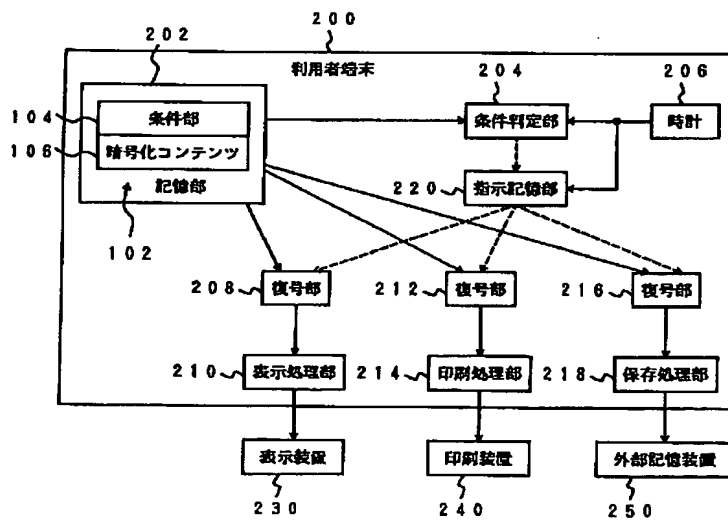 200
202
利用者端末
204
206
104
条件部
条件判定部
時計
106
暗号化コンテンツ
220
指示記憶部
記憶部
102
208
復号部
212
復号部
216
復号部
210
表示処理部
214
印刷処理部
218
保存処理部
表示装置
印刷装置
外部記憶装置
230
240
250